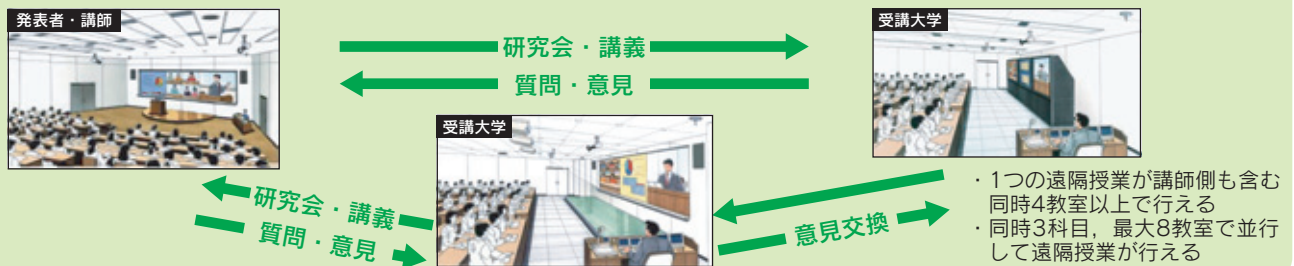 発表者・講師
受講大学
研究会・講義
質問・意見
受講大学
研究会・講義
質問・意見
意見交換
・1つの遠隔授業が講師側も含む
同時4教室以上で行える
・同時3科目，最大8教室で並行
して遠隔授業が行える